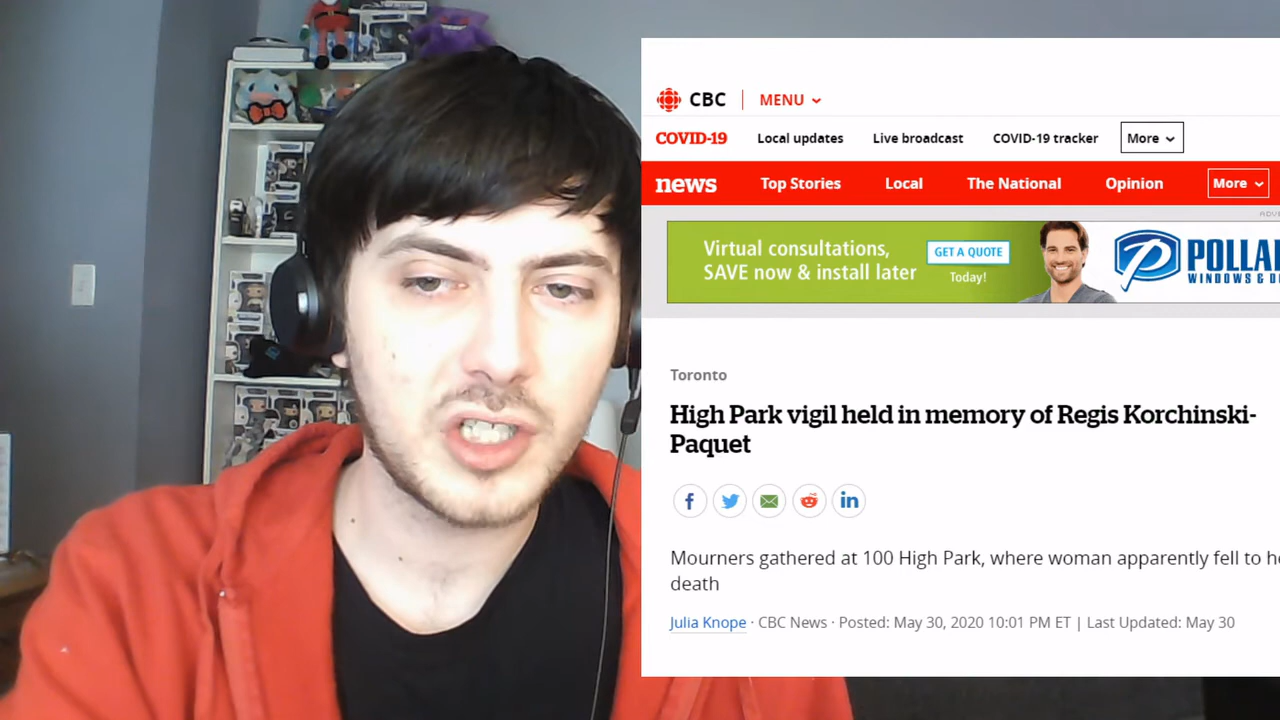 CBC MENU
COVID-19 Local updates Live broadcast COVID-19 tracker More
news Top Stories Local The National Opinion More
Virtual consultations, GET A QUOTE
SAVE now & install later Today!
WINDOWS &
Toronto
High Park vigil held in memory of Regis Korchinski-
Paquet
Mourners gathered at 100 High Park, where woman apparently fell to
death
Julia Knope · CBC News · Posted: May 30, 2020 10:01 PM ET | Last Updated: May 30